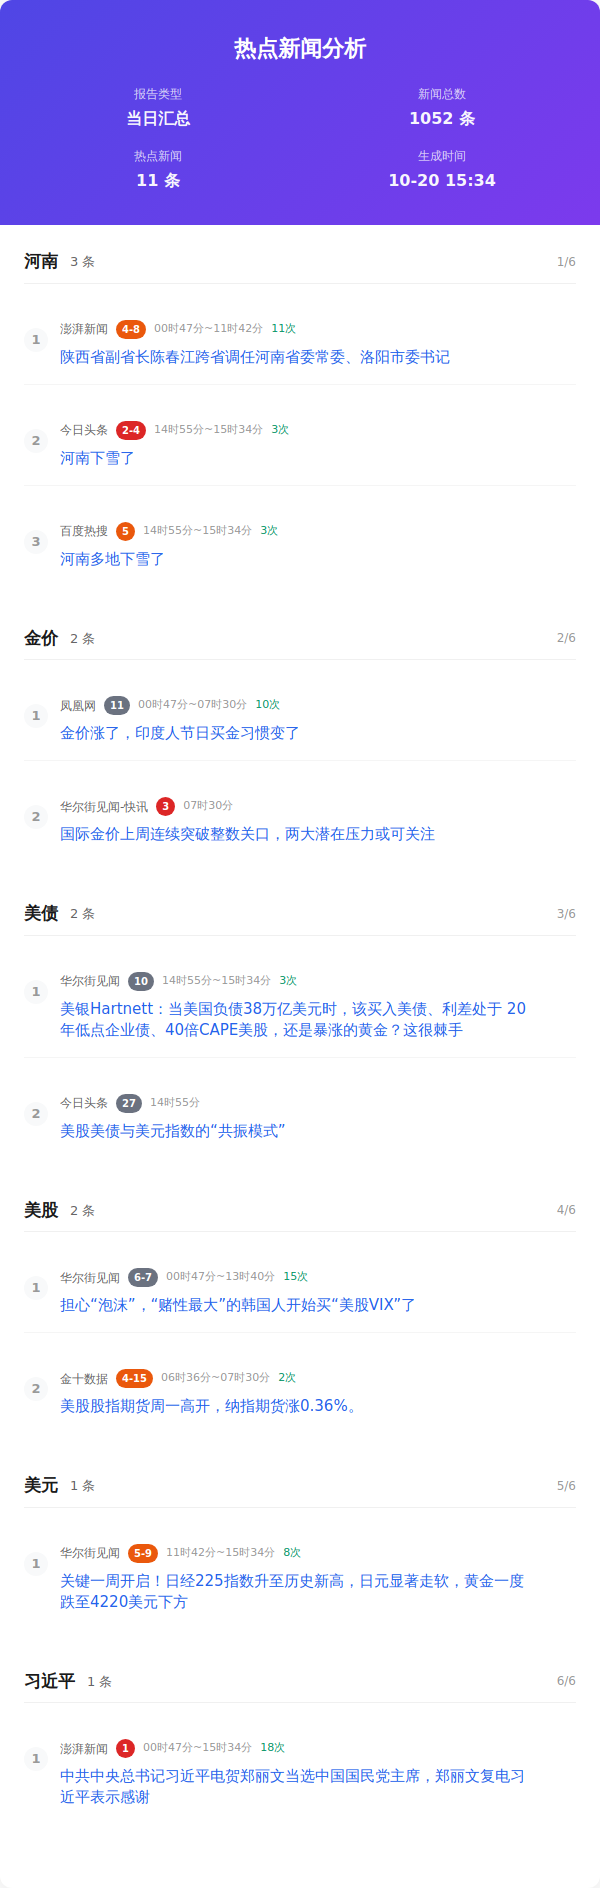 热点新闻分析
报告类型
新闻总数
当日汇总
1052 条
热点新闻
生成时间
11 条
10-20 15:34
河南 3 条 1/6
1 澎湃新闻 4-8 00时47分~11时42分 11次
陕西省副省长陈春江跨省调任河南省委常委、洛阳市委书记
2 今日头条 2-4 14时55分~15时34分 3次
河南下雪了
3 百度热搜 5 14时55分~15时34分 3次
河南多地下雪了
金价 2 条 2/6
1 凤凰网 11 00时47分~07时30分 10次
金价涨了，印度人节日买金习惯变了
2 华尔街见闻-快讯 3 07时30分
国际金价上周连续突破整数关口，两大潜在压力或可关注
美债 2 条 3/6
1 华尔街见闻 10 14时55分~15时34分 3次
美银Hartnett：当美国负债38万亿美元时，该买入美债、利差处于 20
年低点企业债、40倍CAPE美股，还是暴涨的黄金？这很棘手
2 今日头条 27 14时55分
美股美债与美元指数的“共振模式”
美股 2 条 4/6
1 华尔街见闻 6-7 00时47分~13时40分 15次
担心“泡沫”，“赌性最大”的韩国人开始买“美股VIX”了
2 金十数据 4-15 06时36分~07时30分 2次
美股股指期货周一高开，纳指期货涨0.36%。
美元 1 条 5/6
1 华尔街见闻 5-9 11时42分~15时34分 8次
关键一周开启！日经225指数升至历史新高，日元显著走软，黄金一度
跌至4220美元下方
习近平 1 条 6/6
1 澎湃新闻 1 00时47分~15时34分 18次
中共中央总书记习近平电贺郑丽文当选中国国民党主席，郑丽文复电习
近平表示感谢